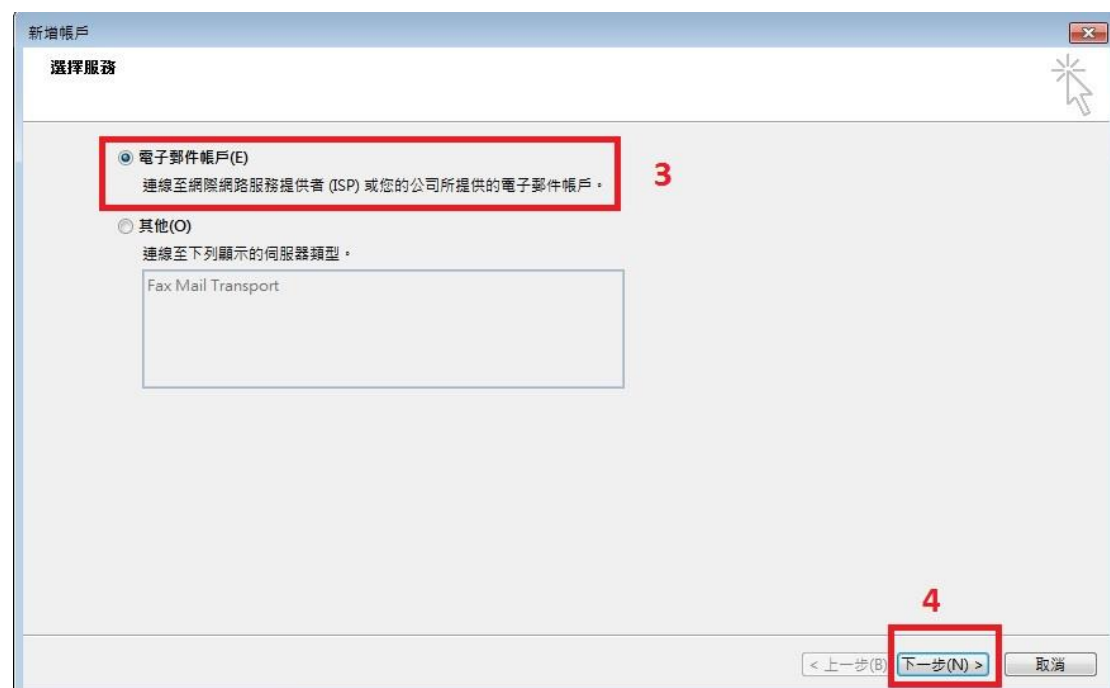 新增帳戶
選擇服務
電子郵件帳戶(E)
連線至網際網路服務提供者 (ISP) 或您的公司所提供的電子郵件帳戶。
3
其他(O)
連線至下列顯示的伺服器類型。
Fax Mail Transport
4
< 上一步(B) 下一步(N) > 取消